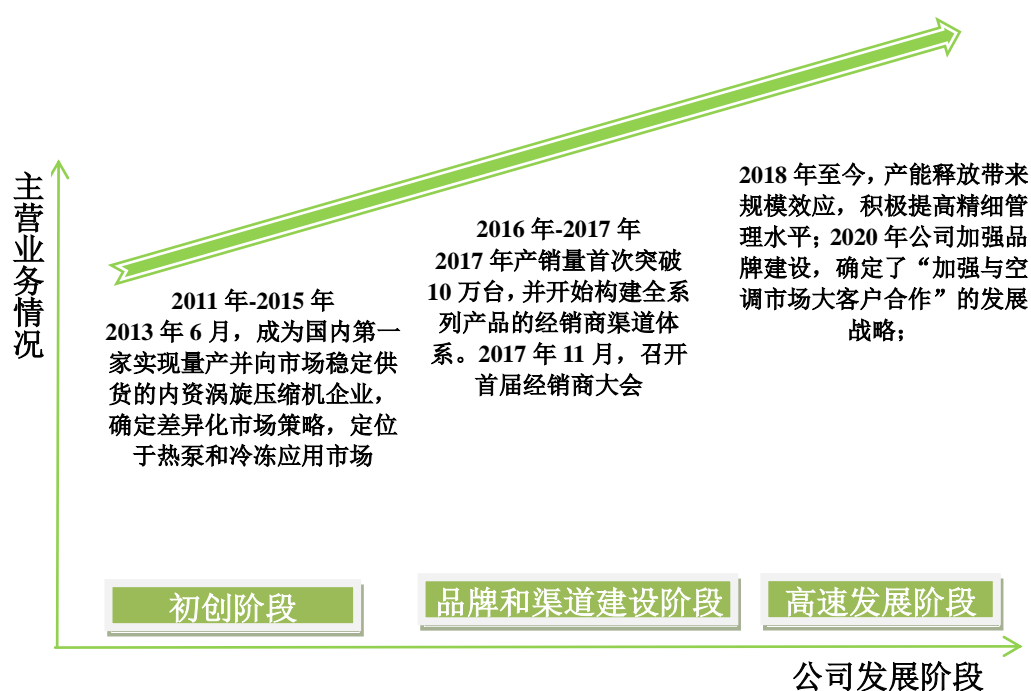 主营业务情况
2011 年-2015 年
2013 年 6 月，成为国内第一
家实现量产并向市场稳定供
货的内资涡旋压缩机企业，
确定差异化市场策略，定位
于热泵和冷冻应用市场
2016 年-2017 年
2017 年产销量首次突破
10 万台，并开始构建全系
列产品的经销商渠道体
系。2017 年 11 月，召开
首届经销商大会
2018 年至今，产能释放带来
规模效应，积极提高精细管
理水平；2020 年公司加强品
牌建设，确定了“加强与空
调市场大客户合作”的发展
战略；
初创阶段
品牌和渠道建设阶段
高速发展阶段
公司发展阶段